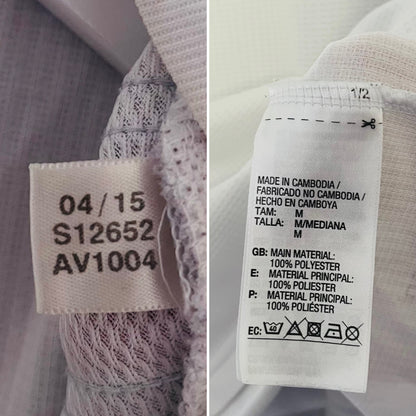 04/15
S12652
AV1004
1/2
MADE IN CAMBODIA/
FABRICADO NO CAMBODJA/
HECHO EN CAMBOYA
TAM: M
TALLA: M/MEDIANA
M
GB: MAIN MATERIAL:
100% POLYESTER
E: MATERIAL PRINCIPAL:
100% POLIESTER
P: MATERIAL PRINCIPAL:
100% POLIÉSTER
EC: